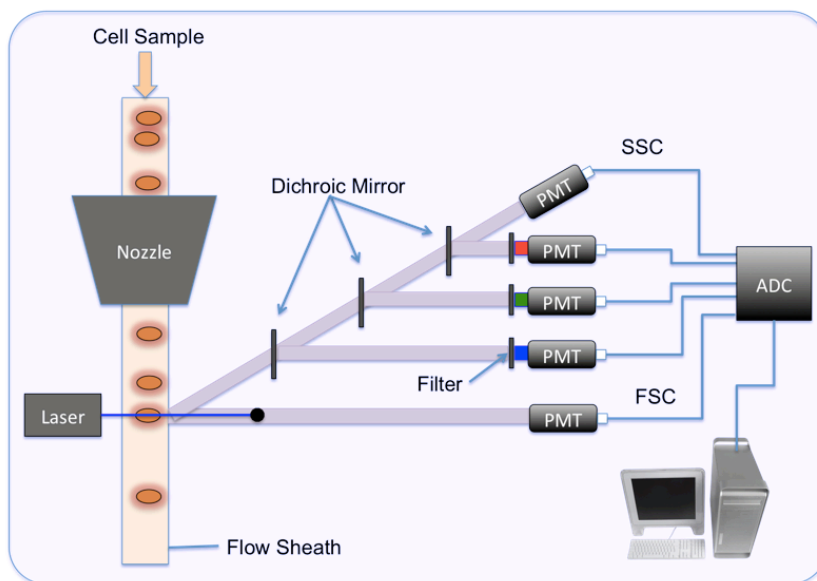 Cell Sample
SSC
PMT
Dichroic Mirror
Nozzle
PMT
ADC
PMT
PMT
Filter
FSC
Laser
PMT
Flow Sheath